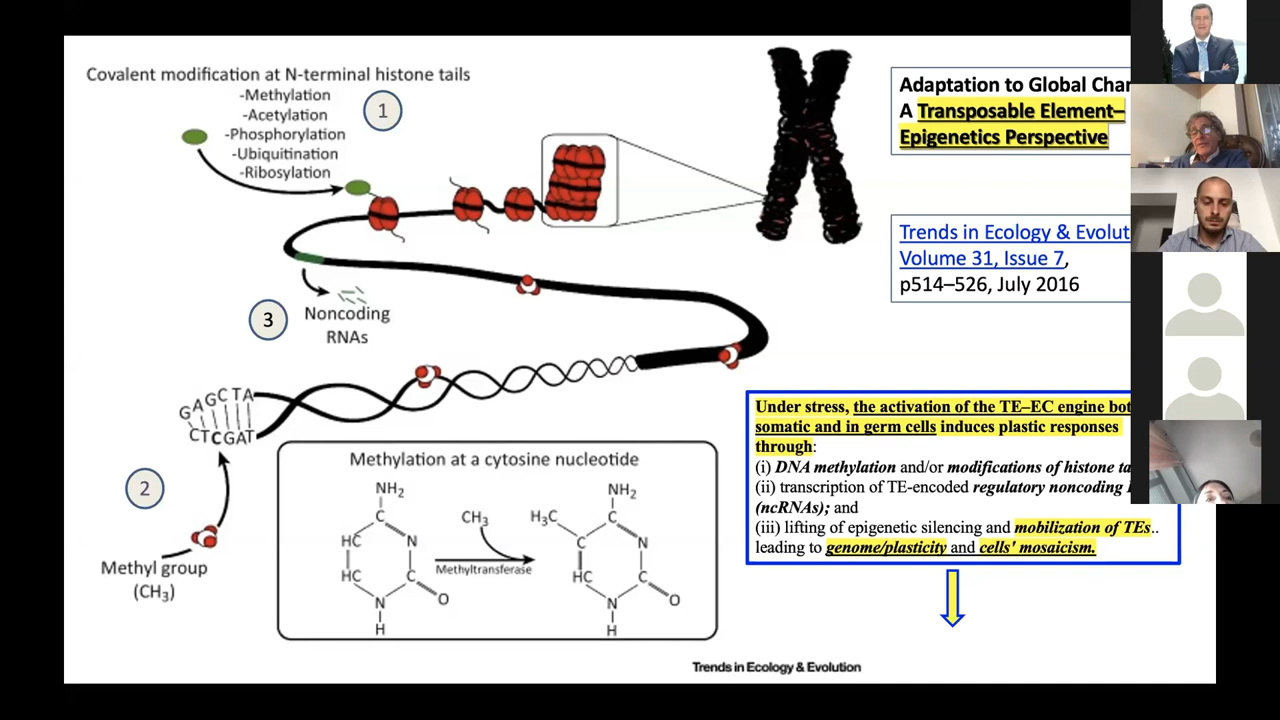 Covalent modification at N-terminal histone tails
-Methylation
-Acetylation
-Phosphorylation
-Ubiquitination
-Ribosylation
1
Adaptation to Global
A Transposable Element–
Epigenetics Perspective
Trends in Ecology &
Volume 31, Issue 7,
p514–526, July 2016
3
Noncoding
RNAs
GAGCTA
CTCGAT
2
Methyl group
(CH3)
Methylation at a cytosine nucleotide
NH2
C
HC
N
HC
C
N
O
H
CH3
Methyltransferase
NH2
H3C
C
C
N
HC
C
N
O
H
Under stress, the activation of the TE–EC engine
somatic and in germ cells induces plastic responses
through:
(i) DNA methylation and/or modifications of histone
(ii) transcription of TE-encoded regulatory noncoding
(ncRNAs); and
(iii) lifting of epigenetic silencing and mobilization of TEs..
leading to genome/plasticity and cells' mosaicism.
Trends in Ecology & Evolution